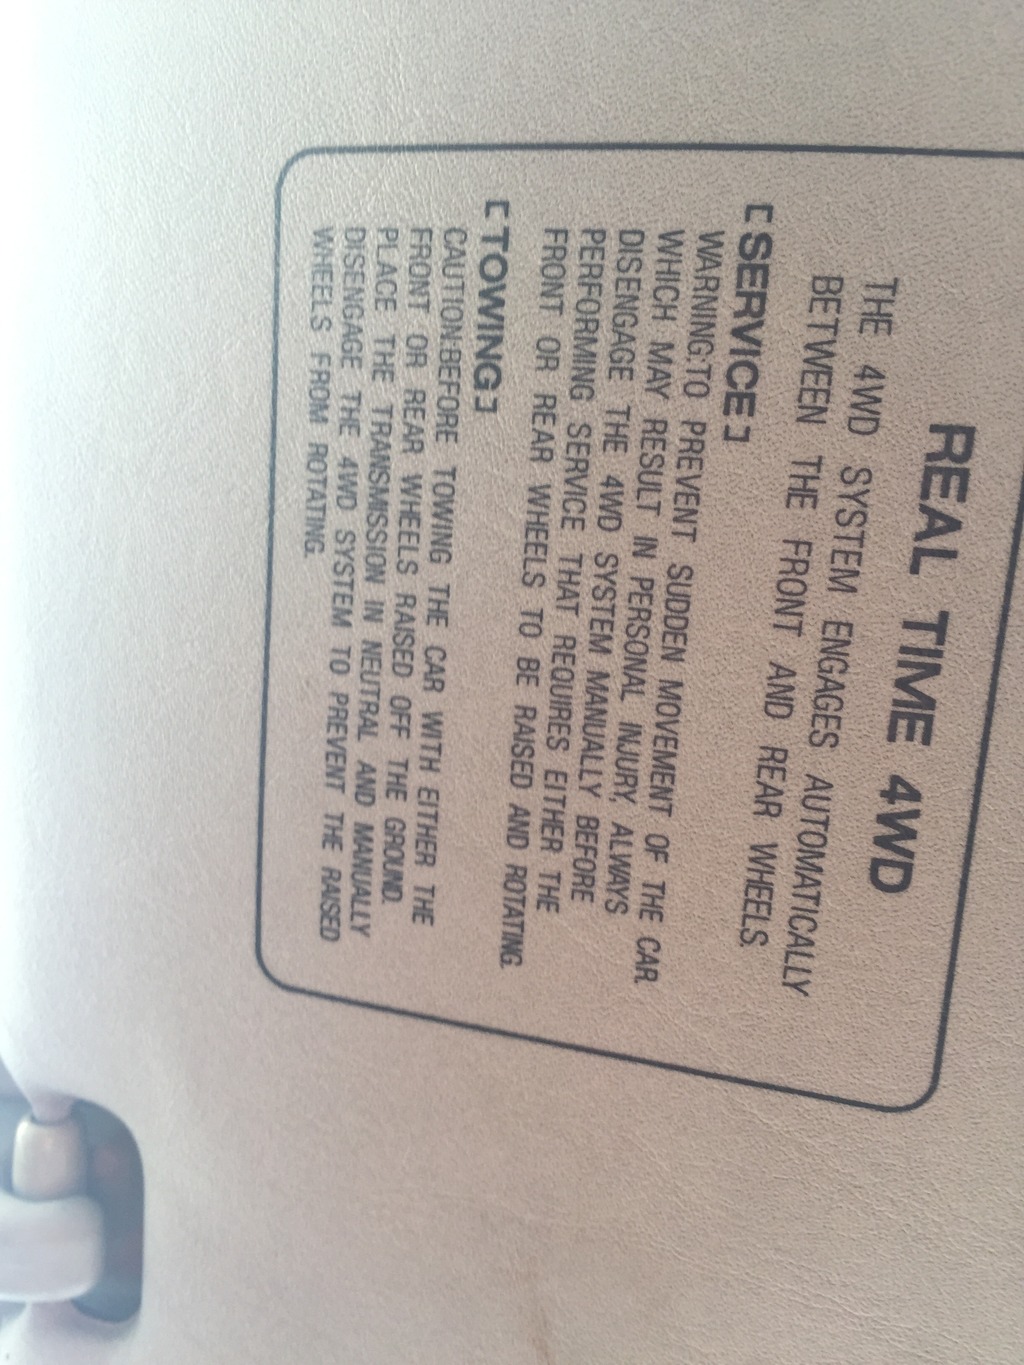 REAL TIME 4WD
THE 4WD SYSTEM ENGAGES AUTOMATICALLY
BETWEEN THE FRONT AND REAR WHEELS.
[SERVICE]
WARNING:TO PREVENT SUDDEN MOVEMENT OF THE CAR
WHICH MAY RESULT IN PERSONAL INJURY, ALWAYS
DISENGAGE THE 4WD SYSTEM MANUALLY BEFORE
PERFORMING SERVICE THAT REQUIRES EITHER THE
FRONT OR REAR WHEELS TO BE RAISED AND ROTATING.
[TOWING]
CAUTION:BEFORE TOWING THE CAR WITH EITHER THE
FRONT OR REAR WHEELS RAISED OFF THE GROUND.
PLACE THE TRANSMISSION IN NEUTRAL AND MANUALLY
DISENGAGE THE 4WD SYSTEM TO PREVENT THE RAISED
WHEELS FROM ROTATING.